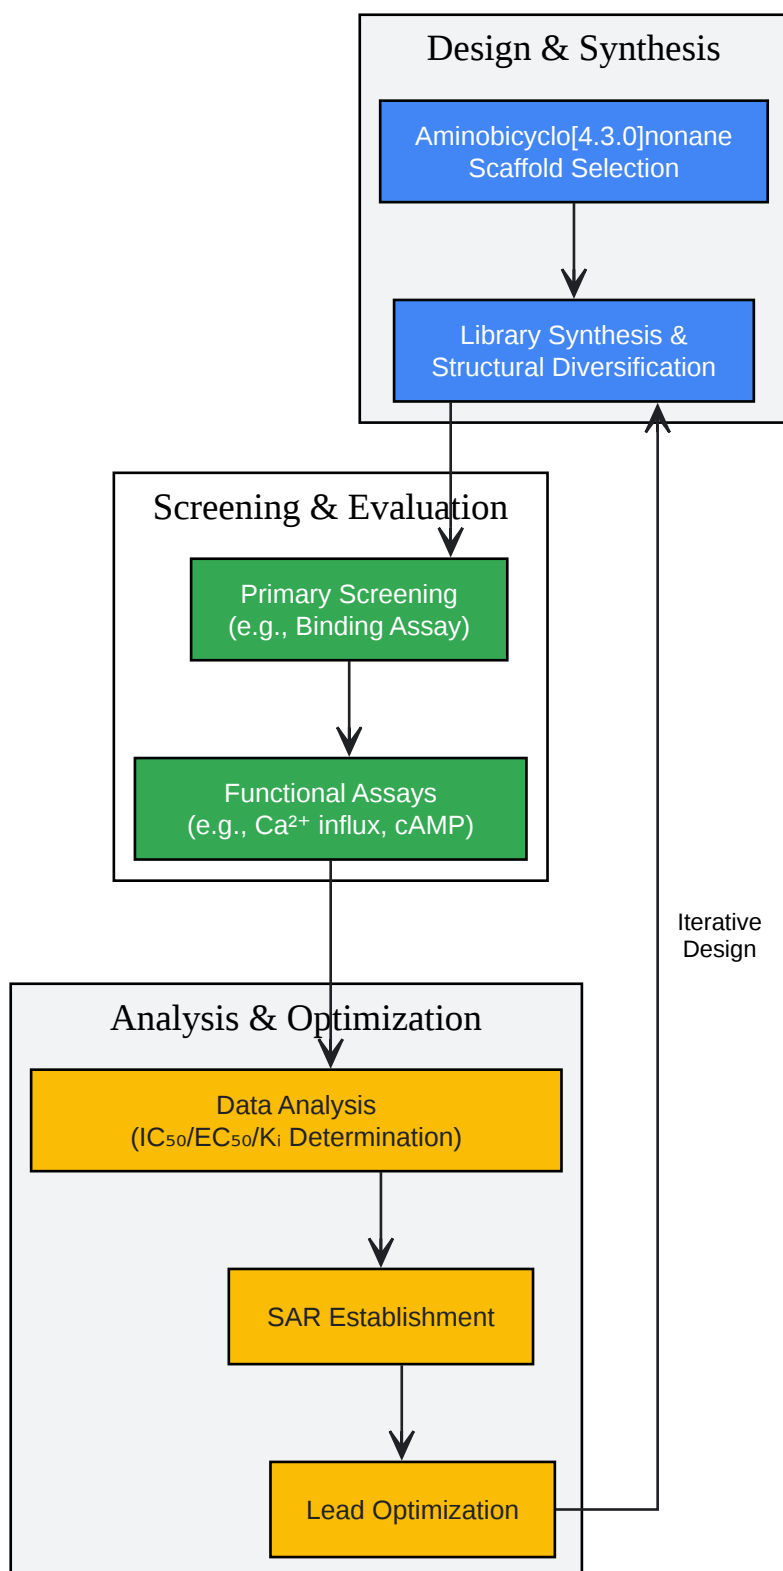 Design & Synthesis
Aminobicyclo[4.3.0]nonane
Scaffold Selection
Library Synthesis &
Structural Diversification
Screening & Evaluation
Primary Screening
(e.g., Binding Assay)
Functional Assays
(e.g., Ca²⁺ influx, cAMP)
Iterative
Design
Analysis & Optimization
Data Analysis
(IC₅₀/EC₅₀/Kᵢ Determination)
SAR Establishment
Lead Optimization